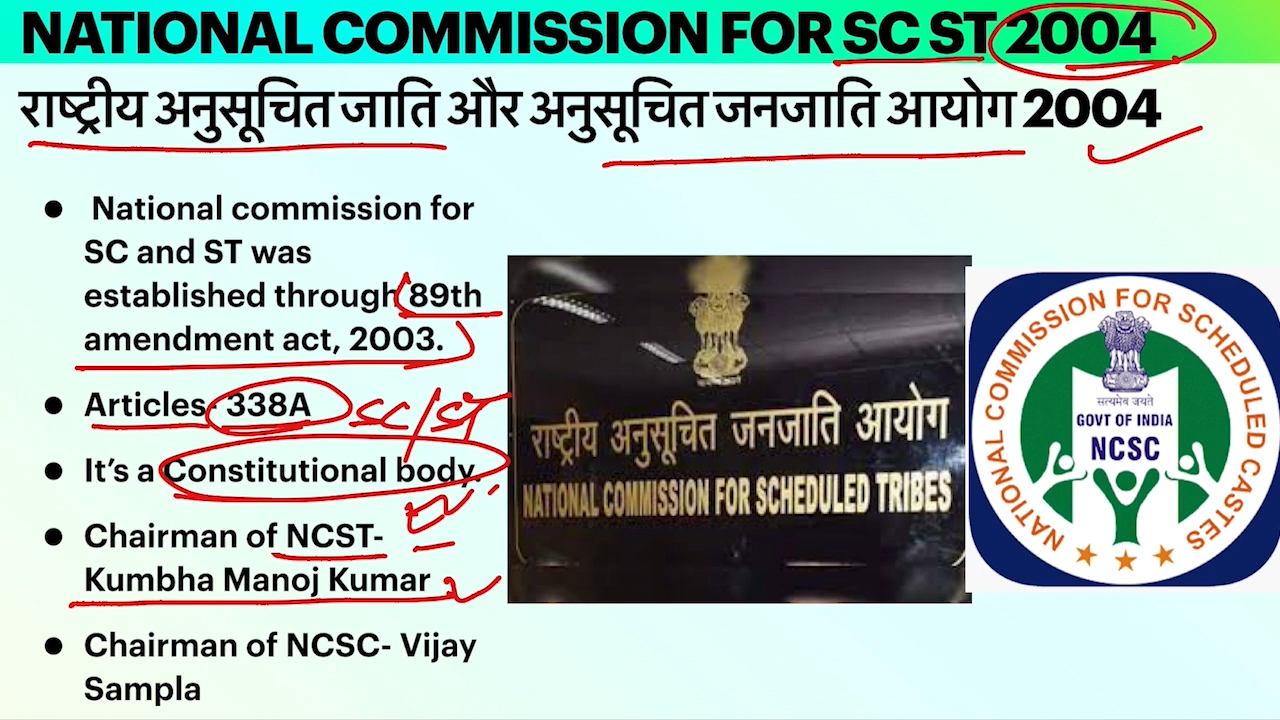 NATIONAL COMMISSION FOR SC ST 2004
राष्ट्रीय अनुसूचित जाति और अनुसूचित जनजाति आयोग 2004
● National commission for
SC and ST was
established through 89th
amendment act, 2003.
● Articles- 338A SC/ST
● It's a Constitutional body.
● Chairman of NCST-
Kumbha Manoj Kumar
● Chairman of NCSC- Vijay
Sampla
राष्ट्रीय अनुसूचित जनजाति आयोग
NATIONAL COMMISSION FOR SCHEDULED TRIBES
NATIONAL COMMISSION FOR SCHEDULED CASTES
सत्यमेव जयते
GOVT OF INDIA
NCSC